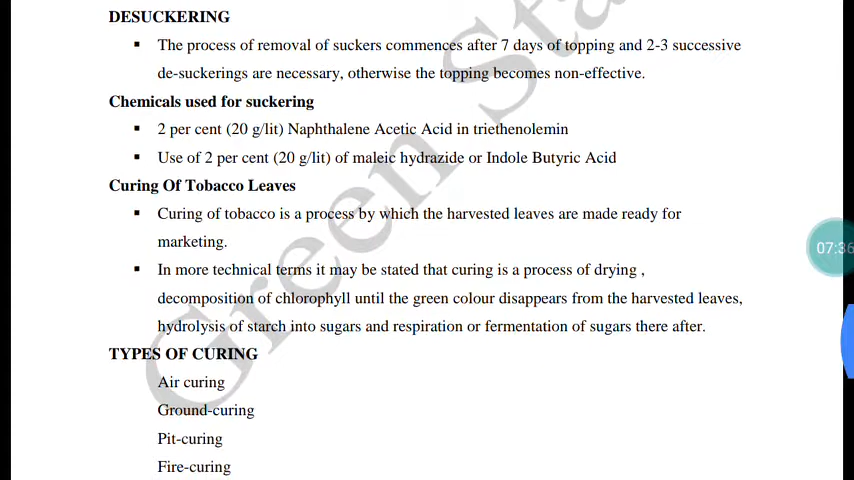 DESUCKERING
▪ The process of removal of suckers commences after 7 days of topping and 2-3 successive
de-suckerings are necessary, otherwise the topping becomes non-effective.
Chemicals used for suckering
▪ 2 per cent (20 g/lit) Naphthalene Acetic Acid in triethenolemin
▪ Use of 2 per cent (20 g/lit) of maleic hydrazide or Indole Butyric Acid
Curing Of Tobacco Leaves
▪ Curing of tobacco is a process by which the harvested leaves are made ready for
marketing.
▪ In more technical terms it may be stated that curing is a process of drying ,
decomposition of chlorophyll until the green colour disappears from the harvested leaves,
hydrolysis of starch into sugars and respiration or fermentation of sugars there after.
TYPES OF CURING
Air curing
Ground-curing
Pit-curing
Fire-curing
Green Sta
07:36